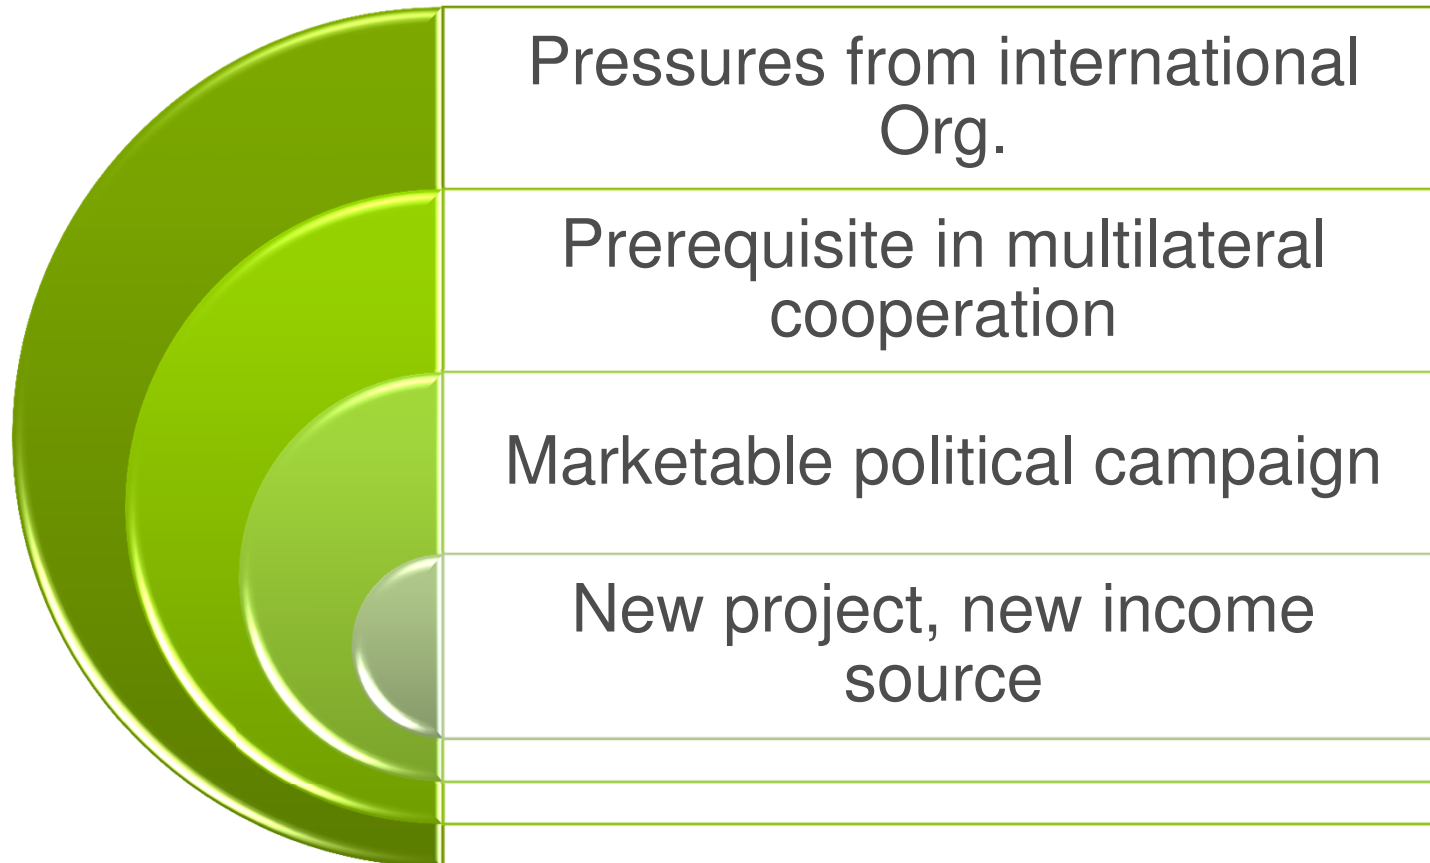 Pressures from international
Org.
Prerequisite in multilateral
cooperation
Marketable political campaign
New project, new income
source